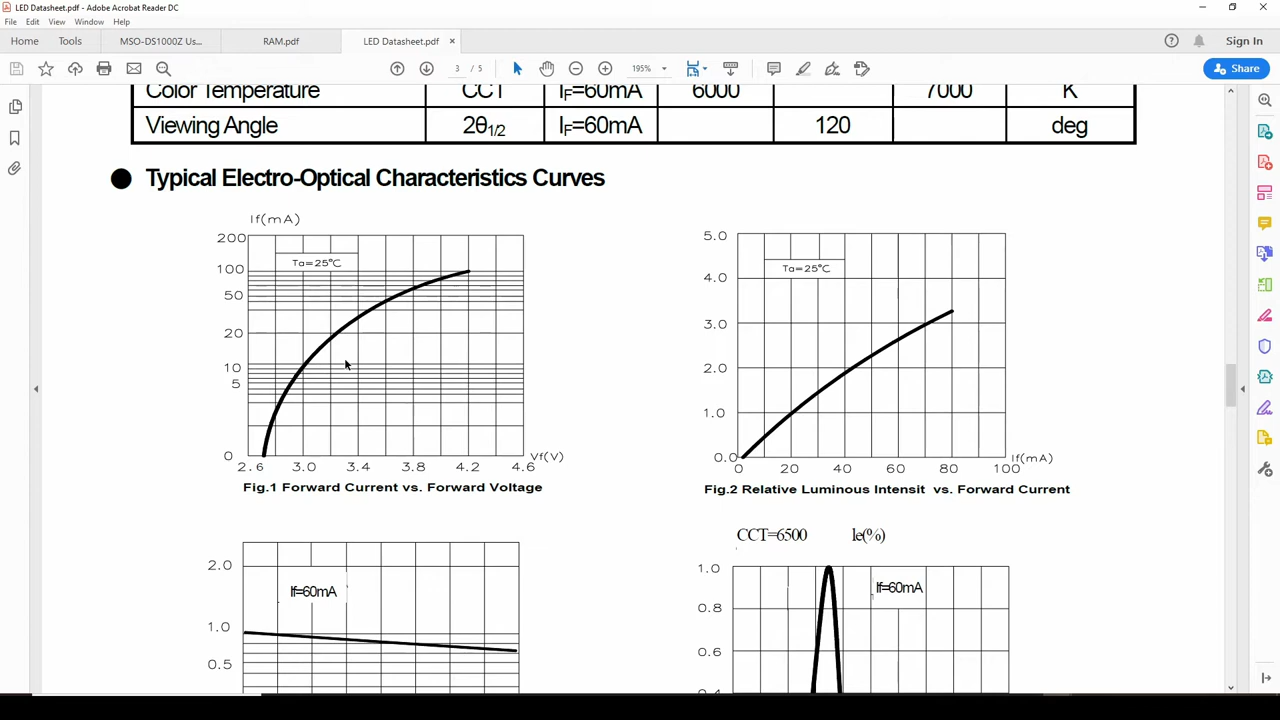 LED Datasheet.pdf - Adobe Acrobat Reader DC
File Edit View Window Help
Home Tools MSO-DS1000Z Us... RAM.pdf LED Datasheet.pdf × Sign In
3 / 5 195% Share
Color Temperature CCT IF=60mA 6000 7000 K
Viewing Angle 2θ1/2 IF=60mA 120 deg
● Typical Electro-Optical Characteristics Curves
If(mA)
200
100
50
20
10
5
0
Ta=25°C
2.6 3.0 3.4 3.8 4.2 4.6 Vf(V)
Fig.1 Forward Current vs. Forward Voltage
5.0
4.0
3.0
2.0
1.0
0.0
Ta=25°C
0 20 40 60 80 100 If(mA)
Fig.2 Relative Luminous Intensit vs. Forward Current
2.0
1.0
0.5
If=60mA
CCT=6500 Ie(%)
1.0
0.8
0.6
If=60mA